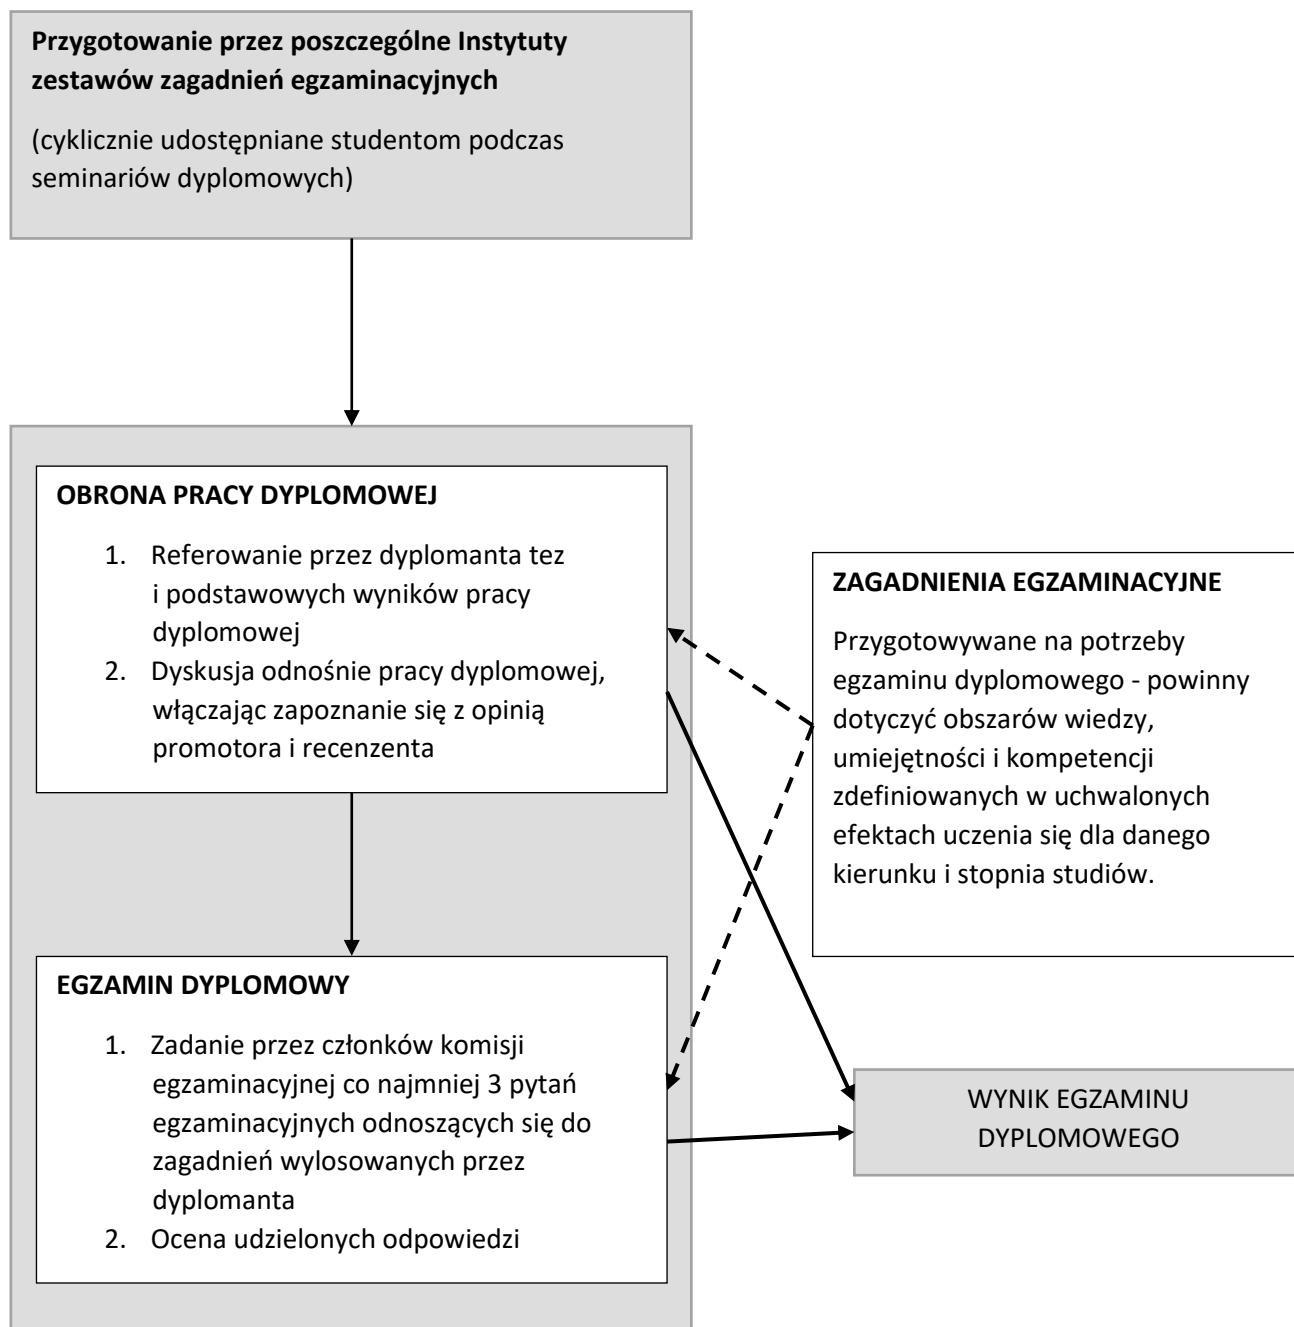 Przygotowanie przez poszczególne Instytuty
zestawów zagadnień egzaminacyjnych
(cyklicznie udostępniane studentom podczas
seminariów dyplomowych)
OBRONA PRACY DYPLOMOWEJ
1. Referowanie przez dyplomanta tez
i podstawowych wyników pracy
dyplomowej
2. Dyskusja odnośnie pracy dyplomowej,
włączając zapoznanie się z opinią
promotora i recenzenta
ZAGADNIENIA EGZAMINACYJNE
Przygotowywane na potrzeby
egzaminu dyplomowego - powinny
dotyczyć obszarów wiedzy,
umiejętności i kompetencji
zdefiniowanych w uchwalonych
efektach uczenia się dla danego
kierunku i stopnia studiów.
EGZAMIN DYPLOMOWY
1. Zadanie przez członków komisji
egzaminacyjnej co najmniej 3 pytań
egzaminacyjnych odnoszących się do
zagadnień wylosowanych przez
dyplomanta
2. Ocena udzielonych odpowiedzi
WYNIK EGZAMINU
DYPLOMOWEGO